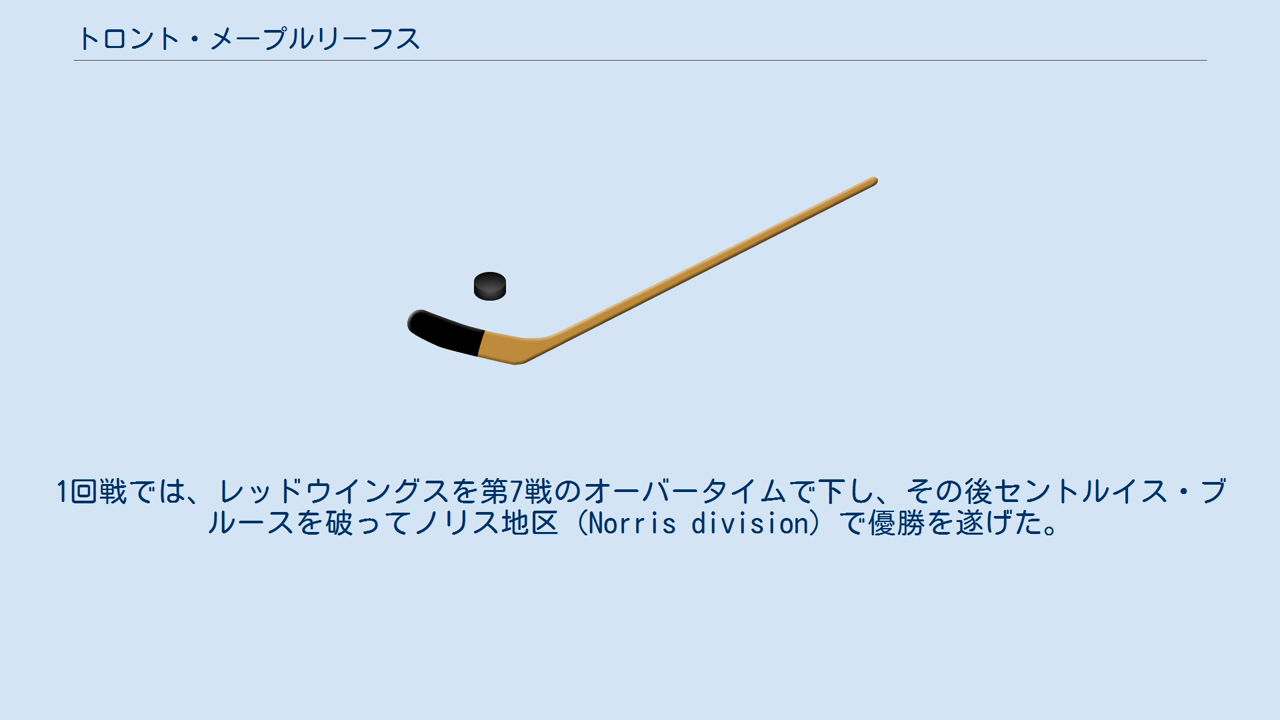 トロント・メープルリーフス
1回戦では、レッドウイングスを第7戦のオーバータイムで下し、その後セントルイス・ブ
ルースを破ってノリス地区（Norris division）で優勝を遂げた。